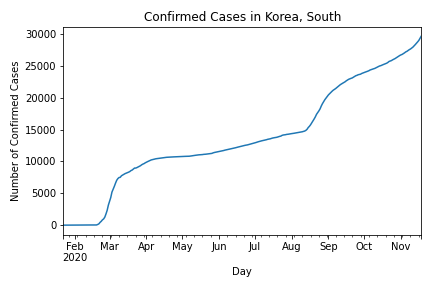 Confirmed Cases in Korea, South
Number of Confirmed Cases
30000
25000
20000
15000
10000
5000
0
Feb Mar Apr May Jun Jul Aug Sep Oct Nov
2020
Day